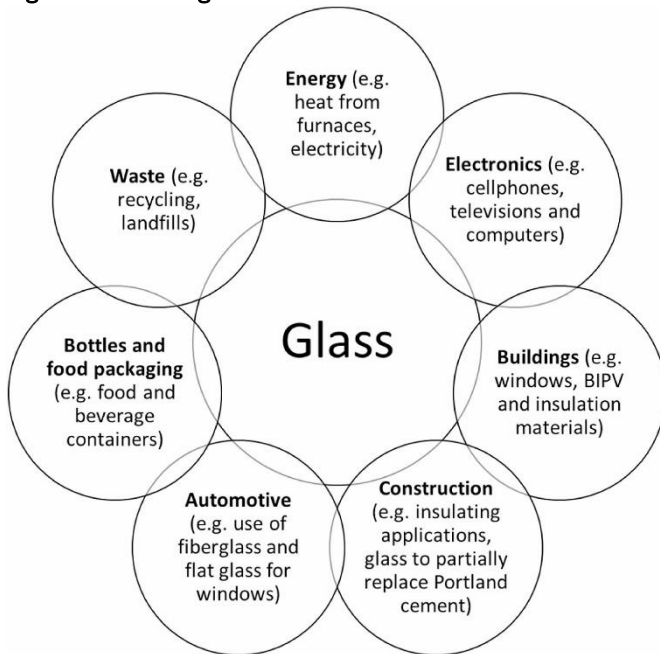 Energy (e.g.
heat from
furnaces,
electricity)
Electronics (e.g.
cellphones,
televisions and
computers)
Buildings (e.g.
windows, BIPV
and insulation
materials)
Construction
(e.g. insulating
applications,
glass to partially
replace Portland
cement)
Automotive
(e.g. use of
fiberglass and
flat glass for
windows)
Bottles and
food packaging
(e.g. food and
beverage
containers)
Waste (e.g.
recycling,
landfills)
Glass